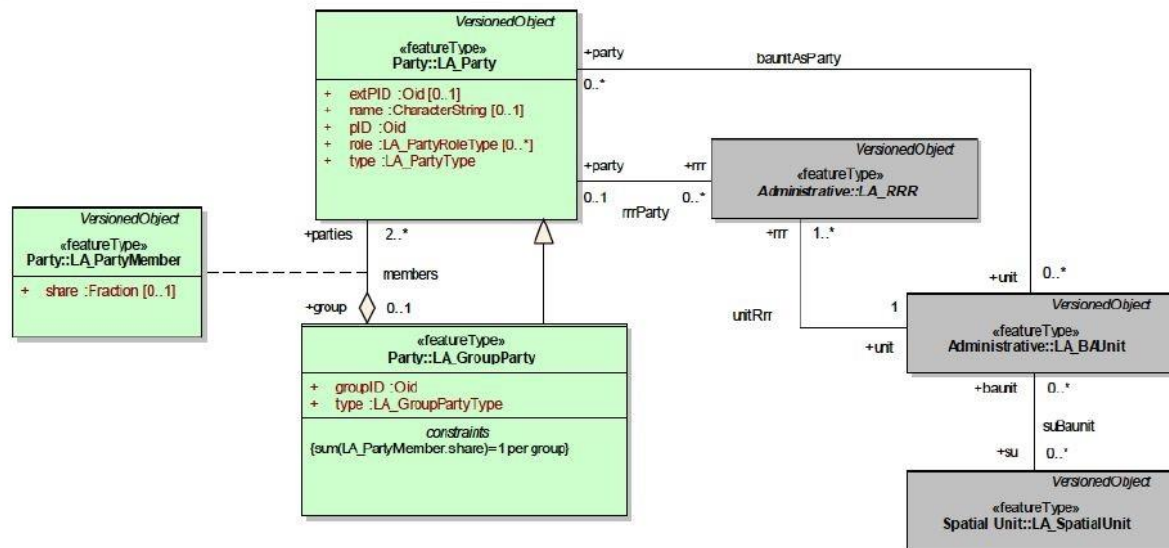 VersionedObject
«featureType»
Party::LA_Party
+ extPID :Oid [0..1]
+ name :CharacterString [0..1]
+ pID :Oid
+ role :LA_PartyRoleType [0..*]
+ type :LA_PartyType
+party
0..*
baunitAsParty
+party
0..1
+rrr
0..*
rrrParty
VersionedObject
«featureType»
Administrative::LA_RRR
+rrr
1..*
unitRrr
1
+unit
+unit
0..*
VersionedObject
«featureType»
Party::LA_PartyMember
+ share :Fraction [0..1]
+parties
2..*
members
+group
0..1
«featureType»
Party::LA_GroupParty
+ groupID :Oid
+ type :LA_GroupPartyType
constraints
{sum(LA_PartyMember.share)=1 per group}
VersionedObject
«featureType»
Administrative::LA_BAUnit
+baunit
0..*
suBaunit
+su
0..*
VersionedObject
«featureType»
Spatial Unit::LA_SpatialUnit